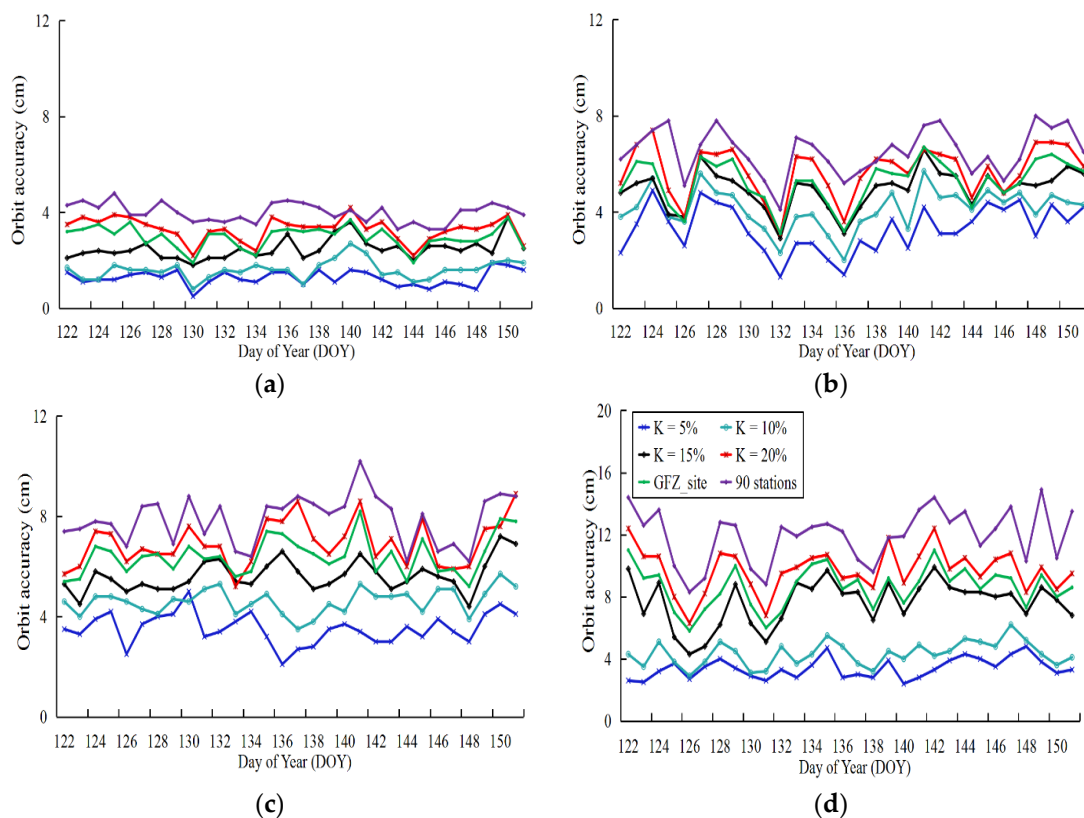 12
8
4
0
Orbit accuracy (cm)
122 124 126 128 130 132 134 136 138 140 142 144 146 148 150
Day of Year (DOY)
(a)
12
8
4
0
Orbit accuracy (cm)
122 124 126 128 130 132 134 136 138 140 142 144 146 148 150
Day of Year (DOY)
(b)
12
8
4
0
Orbit accuracy (cm)
122 124 126 128 130 132 134 136 138 140 142 144 146 148 150
Day of Year (DOY)
(c)
20
16
12
8
4
0
Orbit accuracy (cm)
K = 5% K = 10%
K = 15% K = 20%
GFZ_site 90 stations
122 124 126 128 130 132 134 136 138 140 142 144 146 148 150
Day of Year (DOY)
(d)